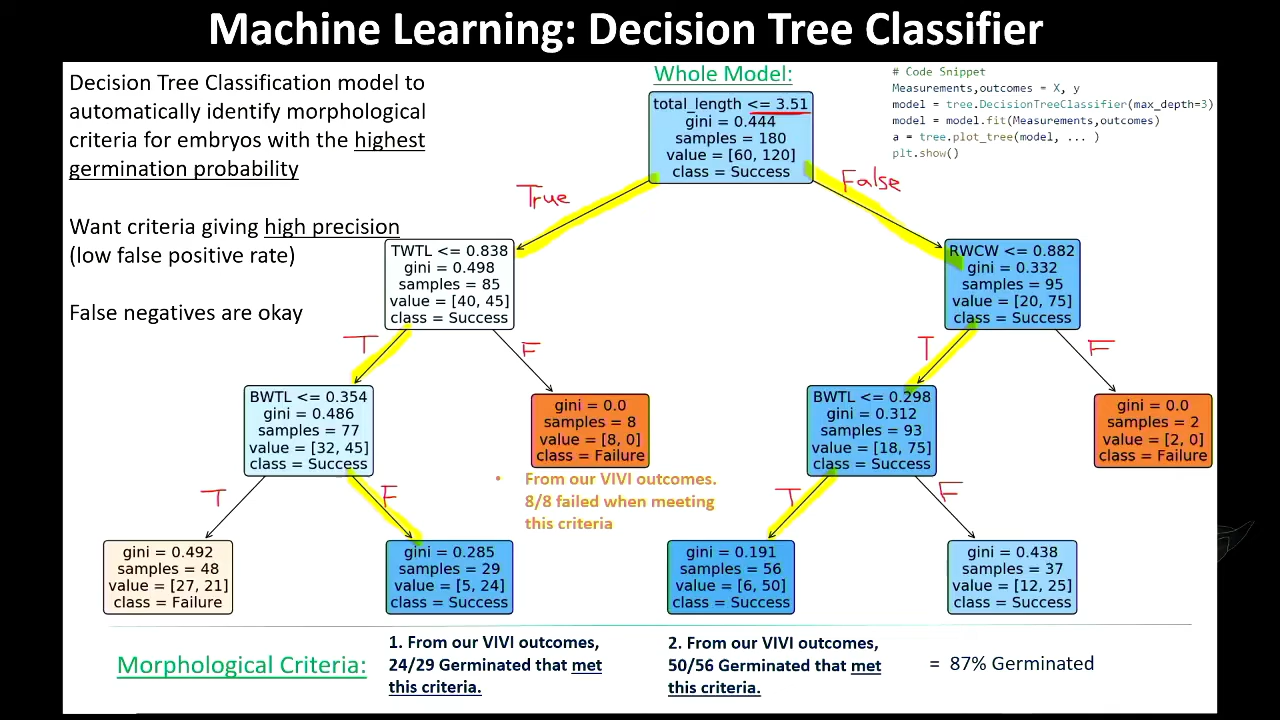 Machine Learning: Decision Tree Classifier
Decision Tree Classification model to
automatically identify morphological
criteria for embryos with the highest
germination probability
Want criteria giving high precision
(low false positive rate)
False negatives are okay
Whole Model:
total_length <= 3.51
gini = 0.444
samples = 180
value = [60, 120]
class = Success
# Code Snippet
Measurements,outcomes = X, y
model = tree.DecisionTreeClassifier(max_depth=3)
model = model.fit(Measurements,outcomes)
a = tree.plot_tree(model, ... )
plt.show()
True
False
TWTL <= 0.838
gini = 0.498
samples = 85
value = [40, 45]
class = Success
RWCW <= 0.882
gini = 0.332
samples = 95
value = [20, 75]
class = Success
T
F
T
F
BWTL <= 0.354
gini = 0.486
samples = 77
value = [32, 45]
class = Success
gini = 0.0
samples = 8
value = [8, 0]
class = Failure
BWTL <= 0.298
gini = 0.312
samples = 93
value = [18, 75]
class = Success
gini = 0.0
samples = 2
value = [2, 0]
class = Failure
• From our VIVI outcomes.
8/8 failed when meeting
this criteria
T
F
T
F
gini = 0.492
samples = 48
value = [27, 21]
class = Failure
gini = 0.285
samples = 29
value = [5, 24]
class = Success
gini = 0.191
samples = 56
value = [6, 50]
class = Success
gini = 0.438
samples = 37
value = [12, 25]
class = Success
Morphological Criteria:
1. From our VIVI outcomes,
24/29 Germinated that met
this criteria.
2. From our VIVI outcomes,
50/56 Germinated that met
this criteria.
= 87% Germinated